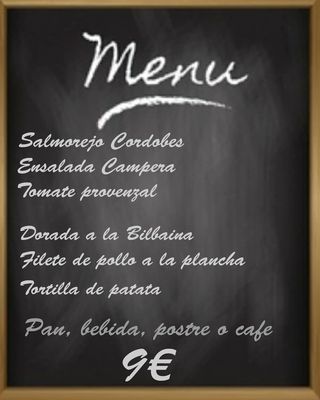 Menu
Salmorejo Cordobes
Ensalada Campera
Tomate provenzal
Dorada a la Bilbaina
Filete de pollo a la plancha
Tortilla de patata
Pan, bebida, postre o cafe
9€